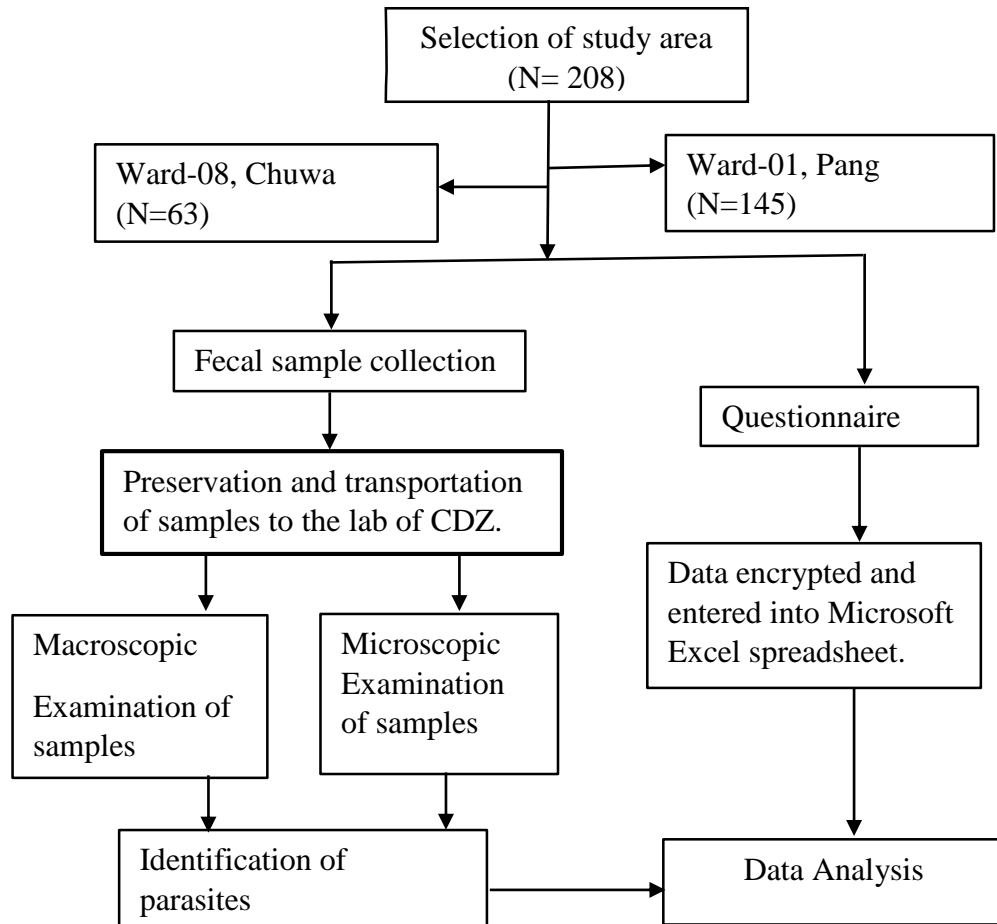 Selection of study area
(N= 208)
Ward-08, Chuwa
(N=63)
Ward-01, Pang
(N=145)
Fecal sample collection
Questionnaire
Preservation and transportation
of samples to the lab of CDZ.
Data encrypted and
entered into Microsoft
Excel spreadsheet.
Macroscopic
Examination of
samples
Microscopic
Examination
of samples
Identification of
parasites
Data Analysis